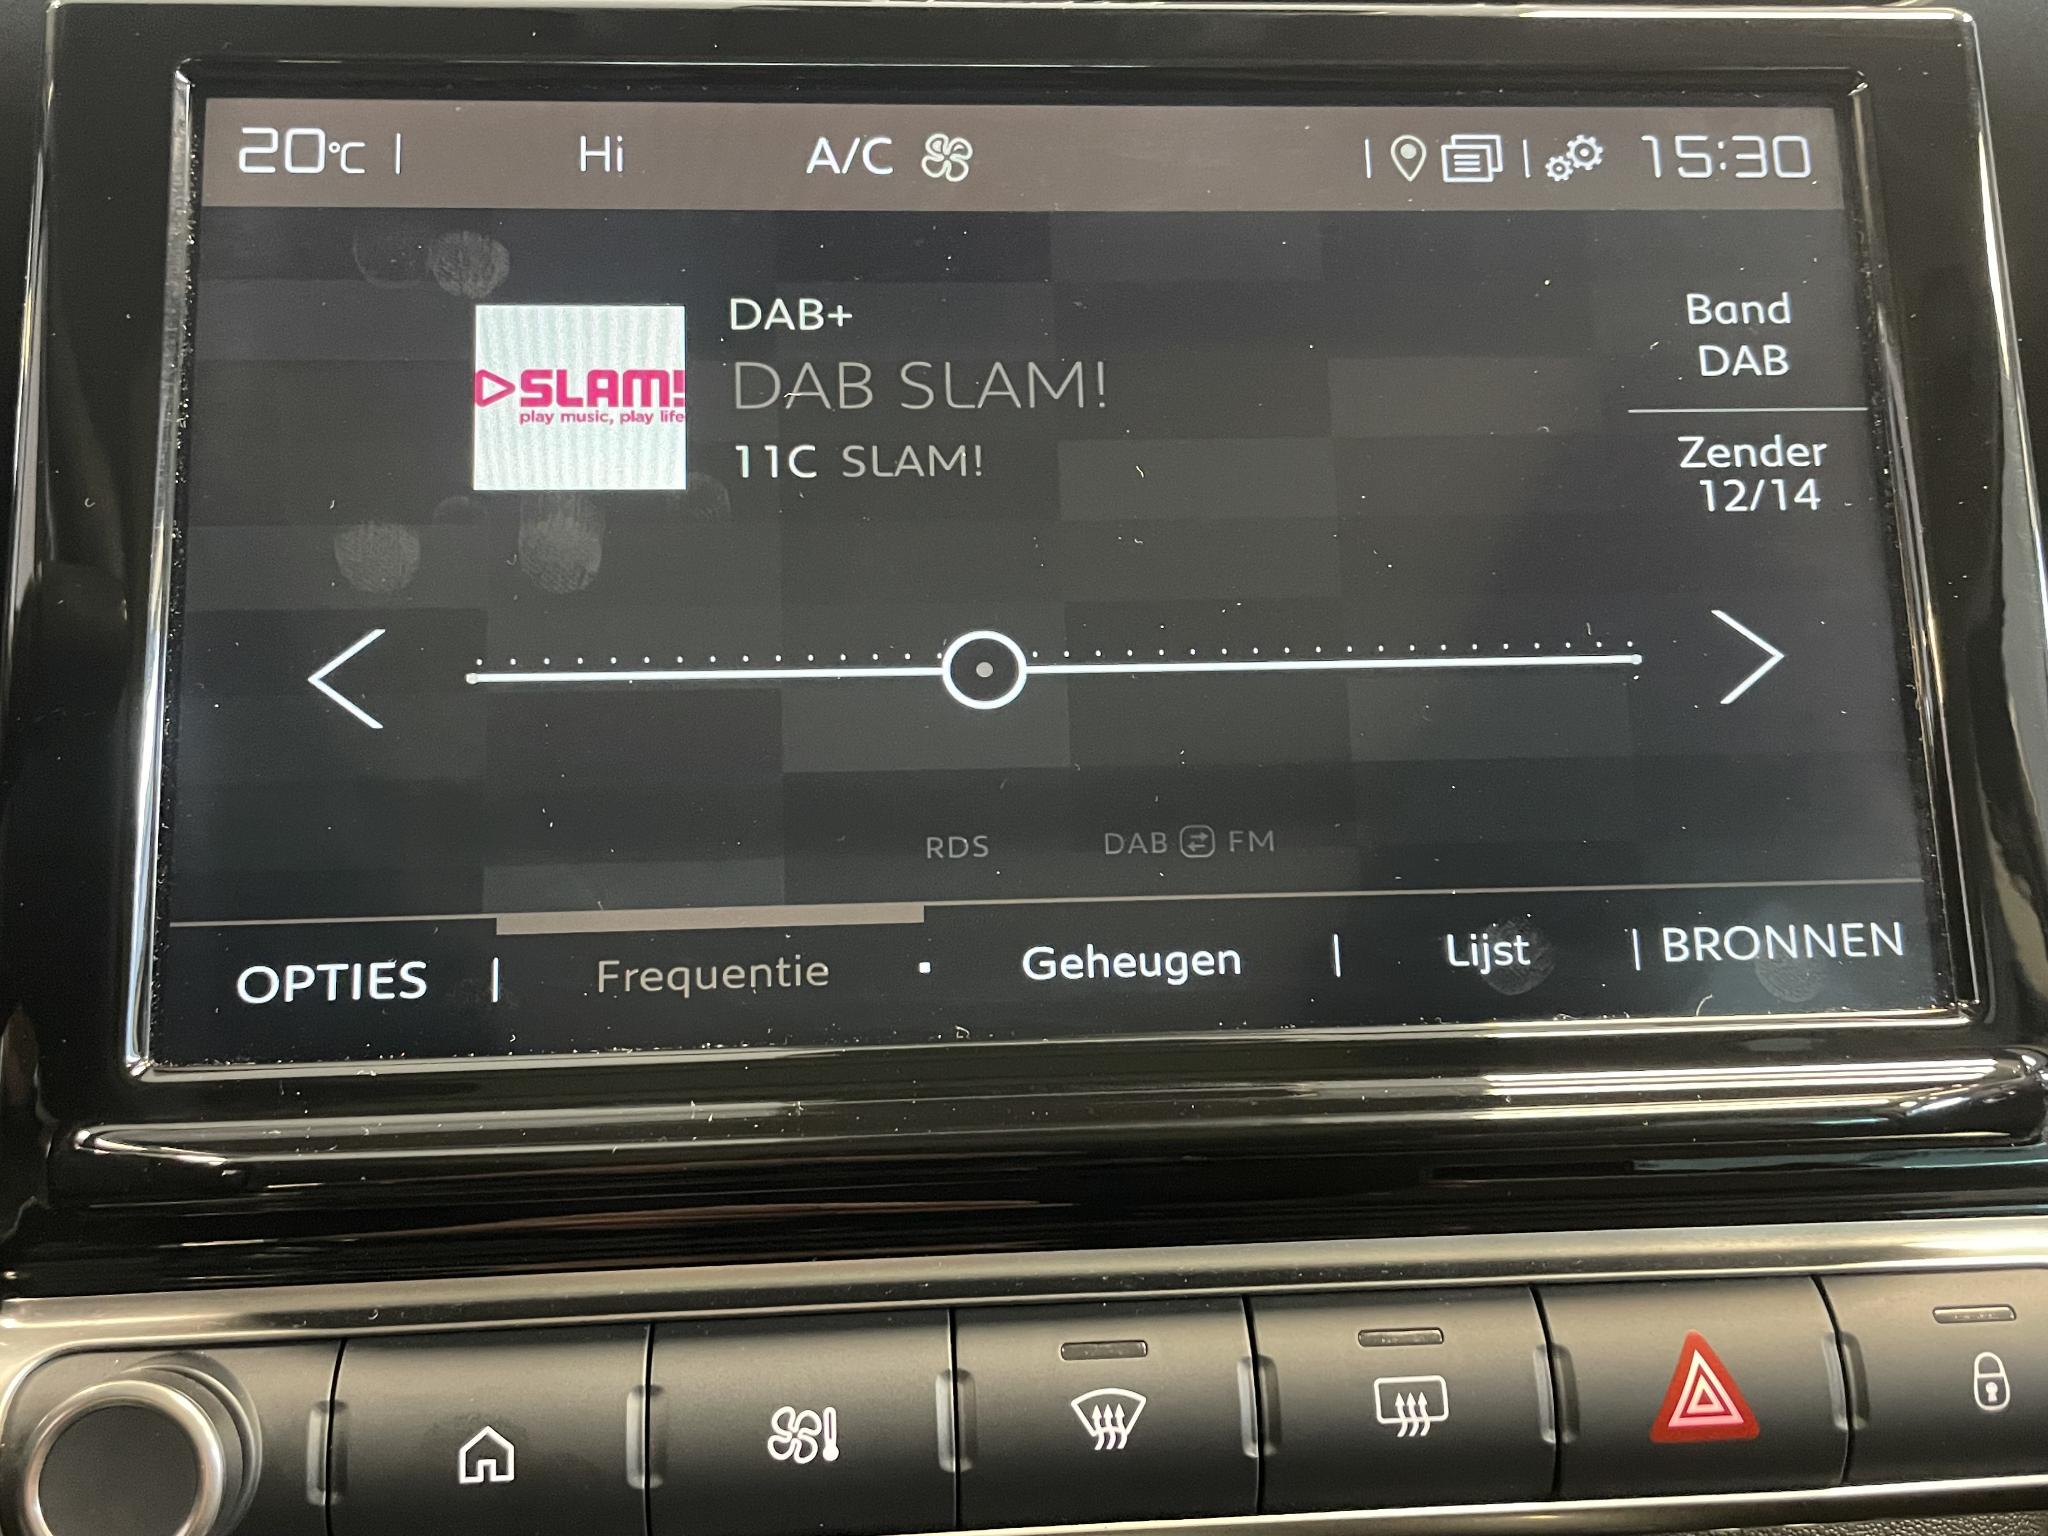 20°C | Hi A/C | | 15:30
DAB+
DAB SLAM!
11C SLAM!
SLAM!
play music, play life
Band
DAB
Zender
12/14
RDS DAB FM
OPTIES | Frequentie Geheugen | Lijst | BRONNEN